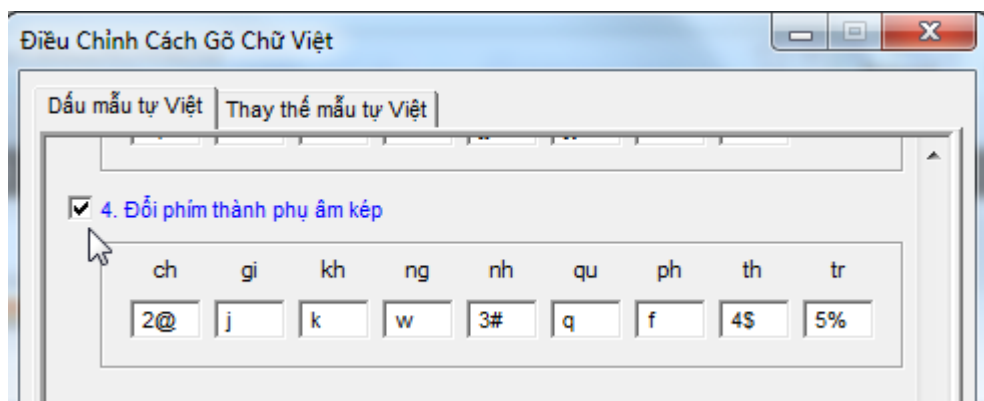 Điều Chỉnh Cách Gõ Chữ Việt
Dấu mẫu tự Việt Thay thế mẫu tự Việt
4. Đổi phím thành phụ âm kép
ch gi kh ng nh qu ph th tr
2@ j k w 3# q f 4$ 5%